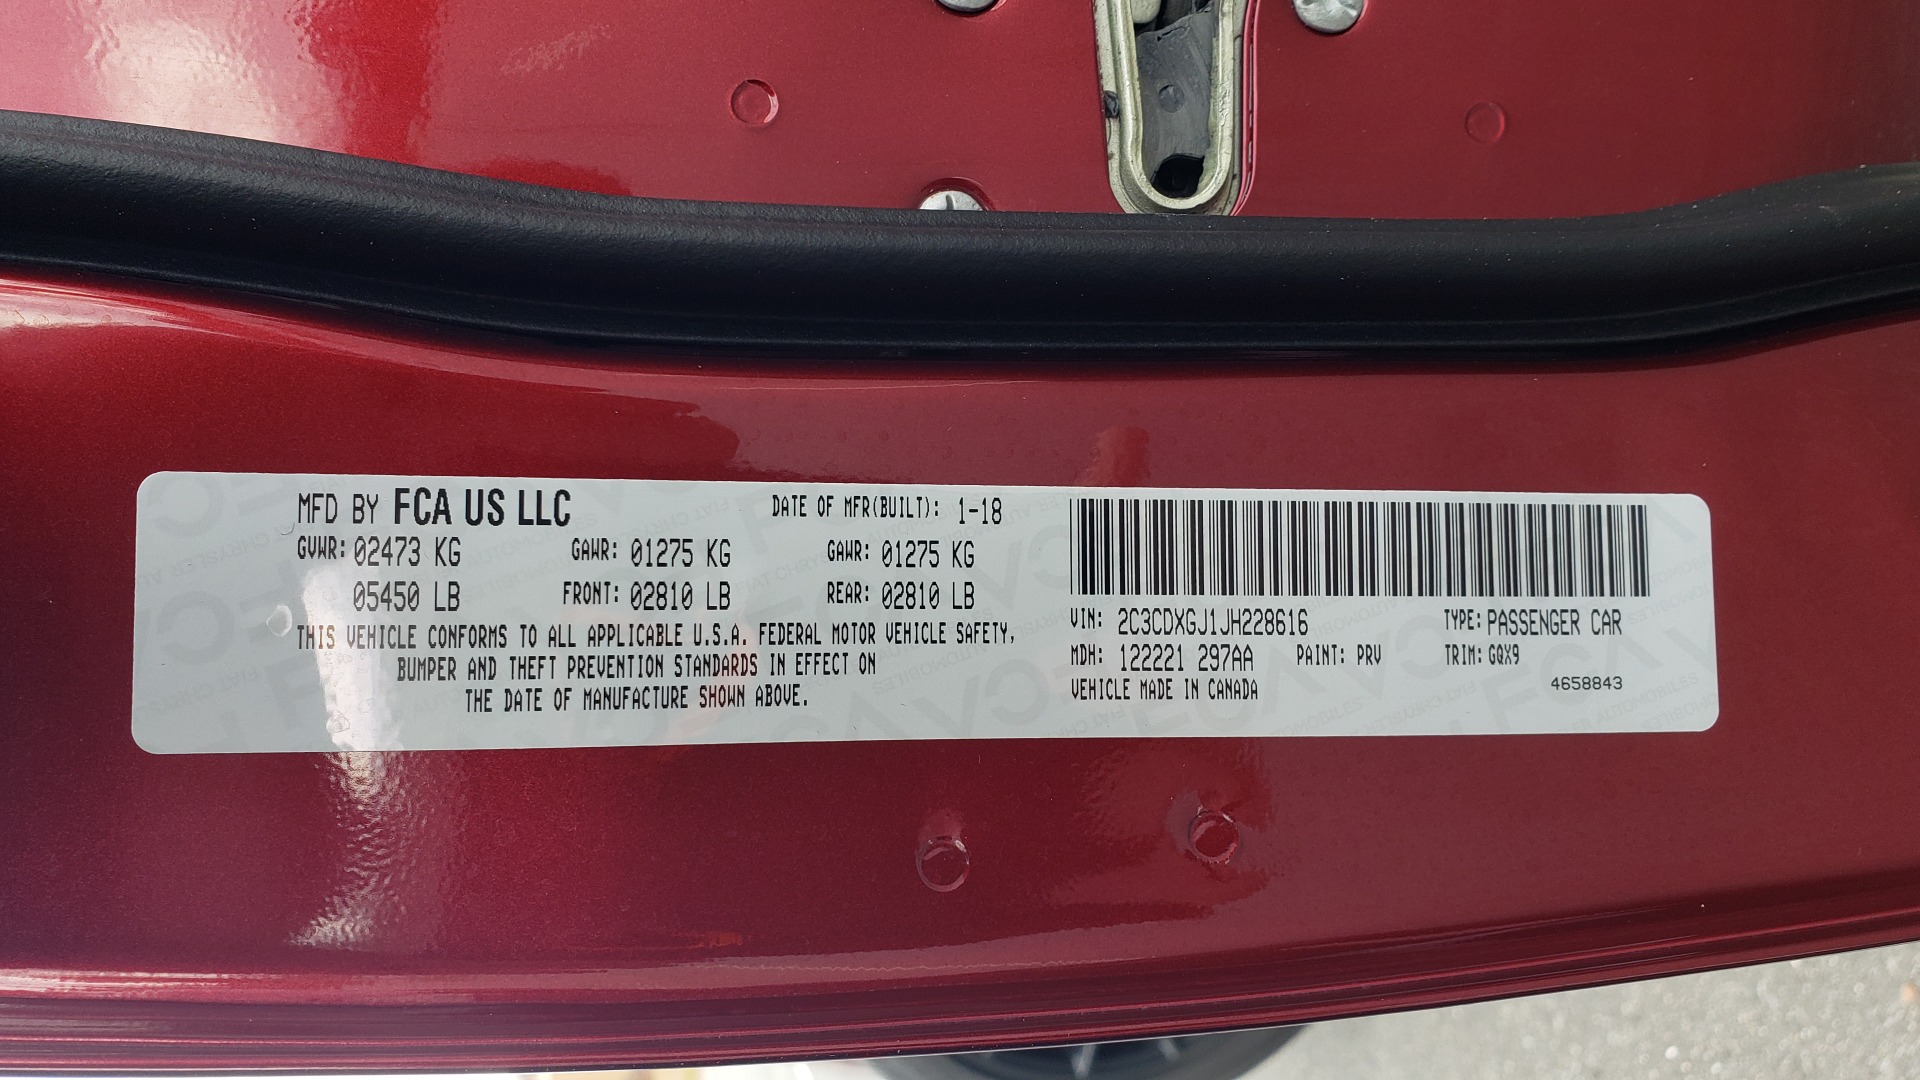 MFD BY FCA US LLC DATE OF MFR(BUILT): 1-18
GVWR: 02473 KG GAWR: 01275 KG GAWR: 01275 KG
05450 LB FRONT: 02810 LB REAR: 02810 LB
THIS VEHICLE CONFORMS TO ALL APPLICABLE U.S.A. FEDERAL MOTOR VEHICLE SAFETY,
BUMPER AND THEFT PREVENTION STANDARDS IN EFFECT ON
THE DATE OF MANUFACTURE SHOWN ABOVE.
VIN: 2C3CDXGJ1JH228616 TYPE: PASSENGER CAR
MDH: 122221 297AA PAINT: PRV TRIM: GQX9
VEHICLE MADE IN CANADA 4658843